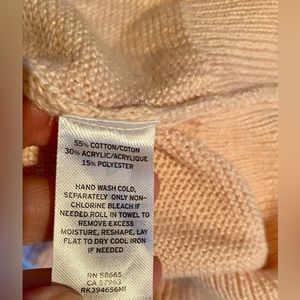 55% COTTON/COTON
30% ACRYLIC/ACRYLIQUE
15% POLYESTER
HAND WASH COLD,
SEPARATELY ONLY NON-
CHLORINE BLEACH IF
NEEDED.ROLL IN TOWEL TO
REMOVE EXCESS
MOISTURE, RESHAPE, LAY
FLAT TO DRY COOL IRON
IF NEEDED
RN 58665
CA 57963
RK394656NI